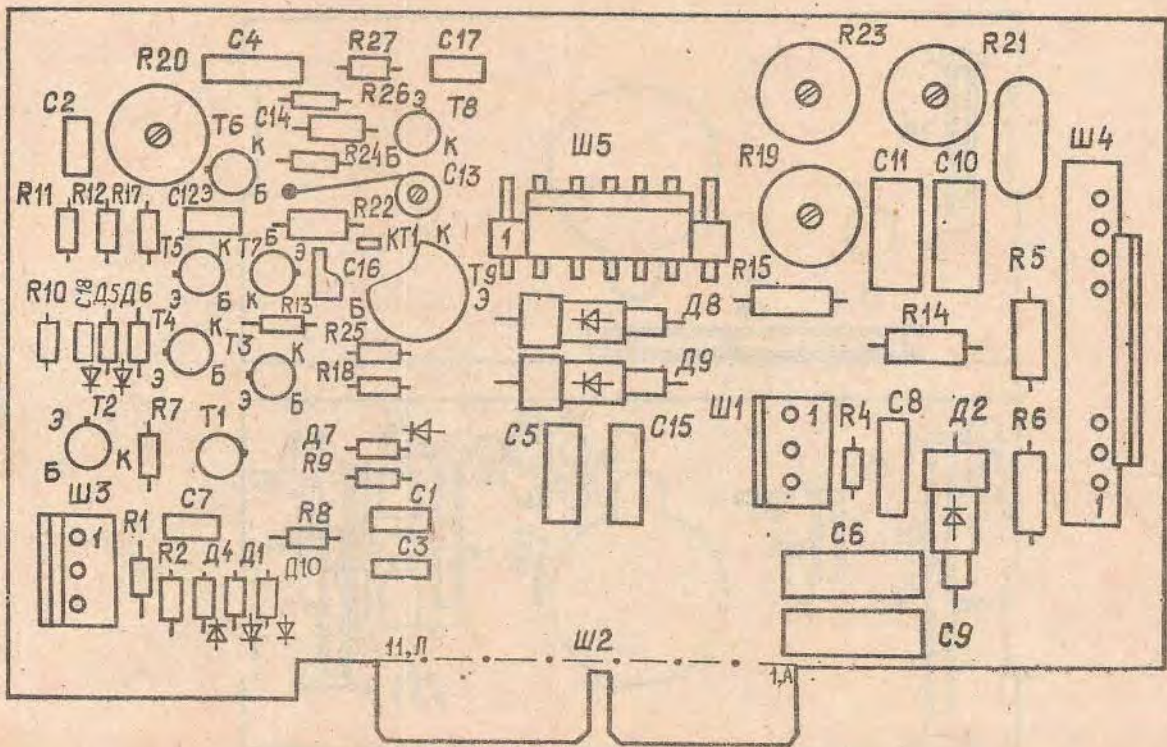 R20
C4
R27
C17
R23
R21
C2
R26
Э
T8
C14
T6
К
К
R24
Б
Ш5
Ш4
R19
C11
C10
C13
R11
R12
R17
C12
Э
Б
R22
КТ1
К
1
T5
К
T7
Б
Э
C16
T9
Э
R15
R5
R10
C18
Д5
Д6
Э
Б
К
R13
Б
Д8
R14
T4
К
T3
R25
К
Э
Б
R18
Д9
Э
Б
Э
T2
R7
T1
Ш1
1
R4
C8
Д2
R6
Б
К
Д7
R9
C5
C15
Ш3
1
C7
C1
R1
R2
Д4
Д1
R8
C3
Д10
C6
1
11,Л
Ш2
1,А
C9